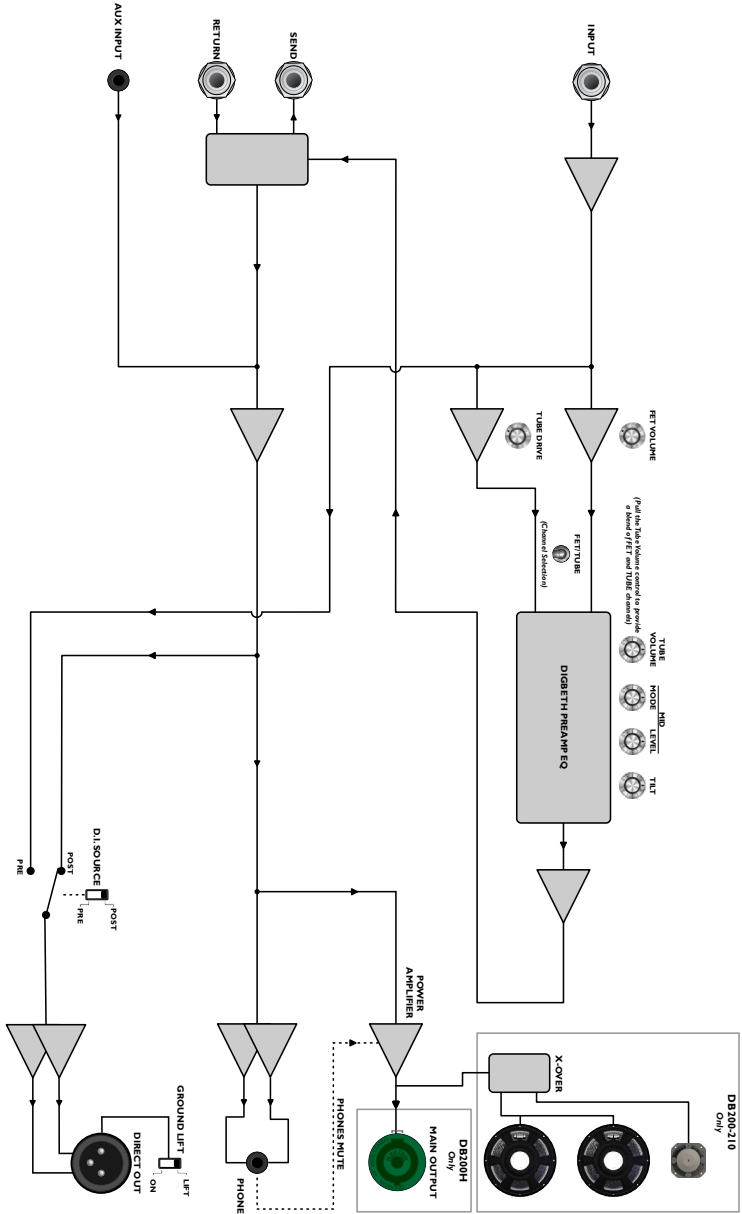 INPUT
SEND
RETURN
AUX INPUT
FET VOLUME
TUBE DRIVE
(Pull the Tube Volume control to provide
a blend of FET and TUBE channels)
FET/TUBE
(Channel Selection)
TUBE
VOLUME
MID
MODE
LEVEL
TILT
DIGBETH PREAMP EQ
D.I. SOURCE
POST
PRE
POST
PRE
POWER
AMPLIFIER
X-OVER
DB200-210
Only
DB200H
Only
MAIN OUTPUT
PHONES MUTE
PHONE
GROUND LIFT
LIFT
ON
DIRECT OUT